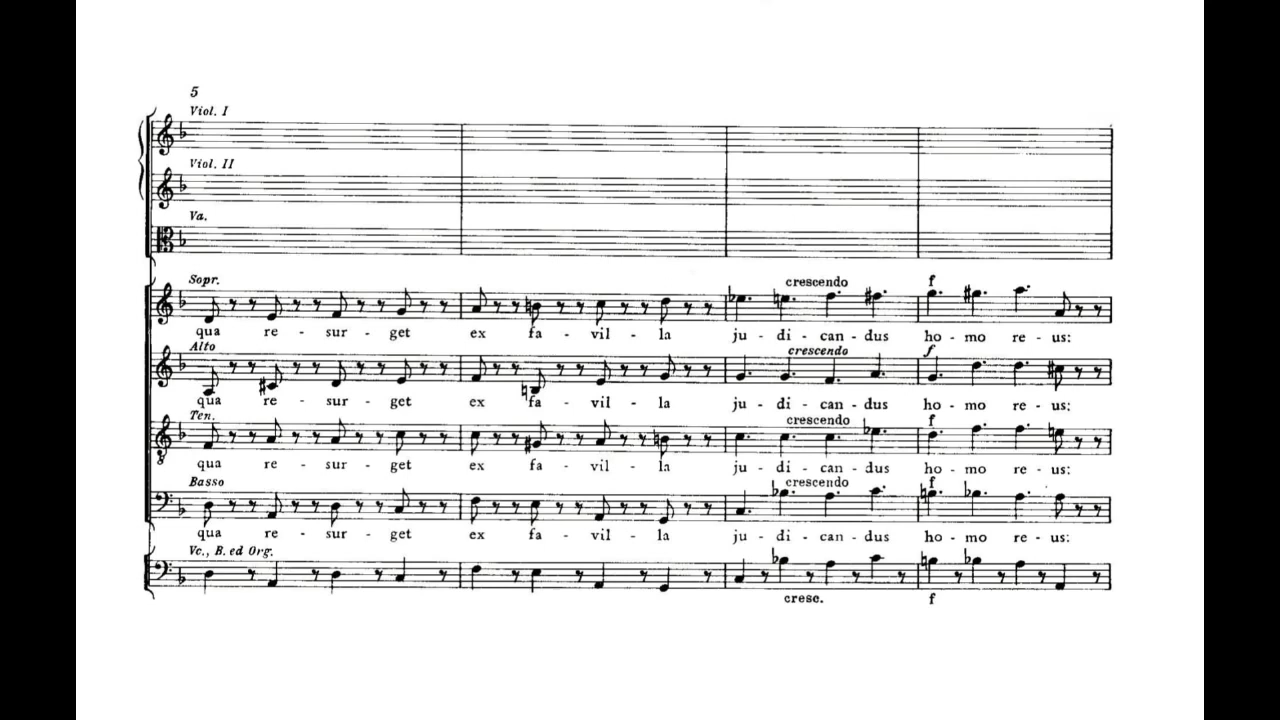 5
Viol. I
Viol. II
Va.
Sopr.
crescendo f
qua re - sur - get ex fa - vil - la ju - di - can - dus ho - mo re - us:
Alto
crescendo f
qua re - sur - get ex fa - vil - la ju - di - can - dus ho - mo re - us:
Ten.
crescendo f
8
qua re - sur - get ex fa - vil - la ju - di - can - dus ho - mo re - us:
Basso
crescendo f
qua re - sur - get ex fa - vil - la ju - di - can - dus ho - mo re - us:
Vc., B. ed Org.
cresc. f